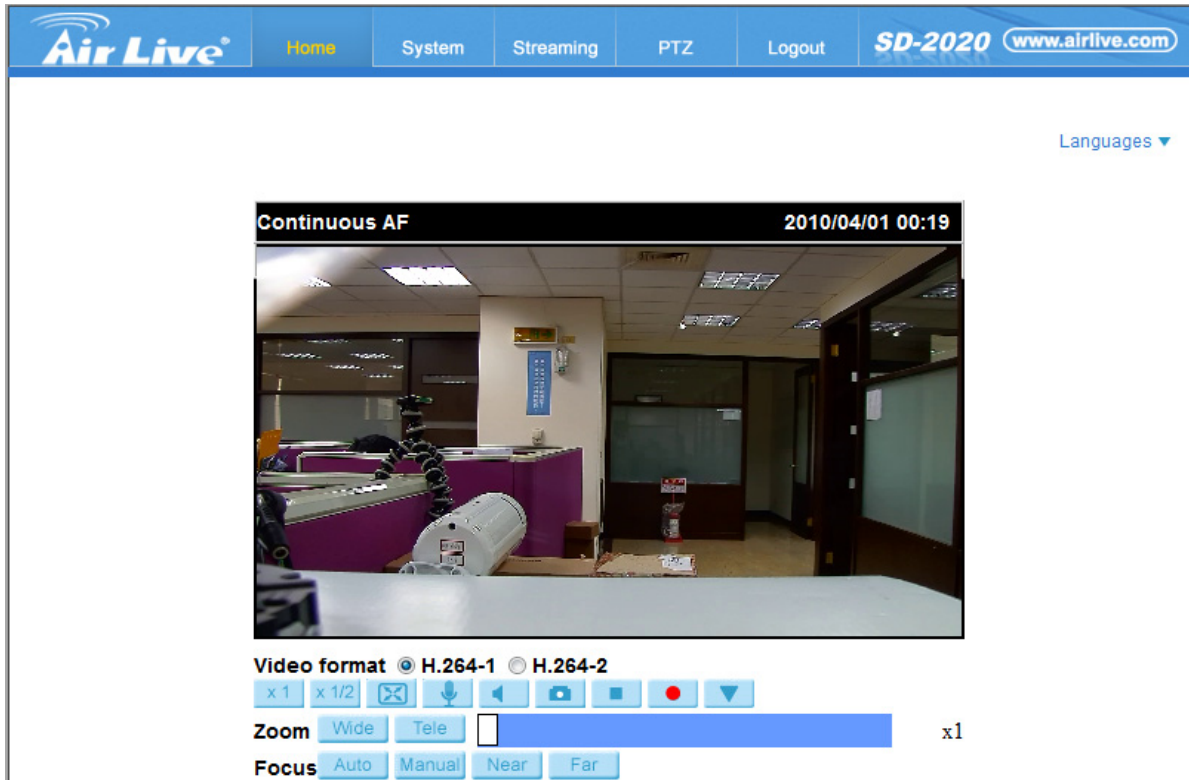 Air Live®
Home System Streaming PTZ Logout SD-2020 www.airlive.com
Languages
Continuous AF 2010/04/01 00:19
Video format H.264-1 H.264-2
x 1 x 1/2
Zoom Wide Tele x1
Focus Auto Manual Near Far